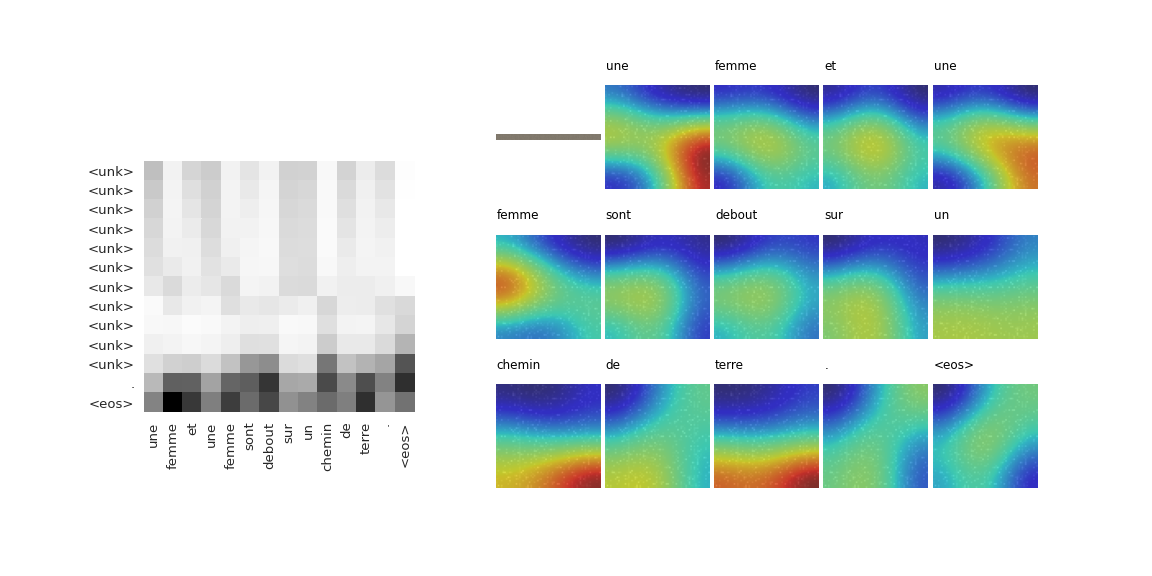 <unk>
<unk>
<unk>
<unk>
<unk>
<unk>
<unk>
<unk>
<unk>
<unk>
<unk>
.
<eos>
une femme et une femme sont debout sur un chemin de terre . <eos>
une femme et une
femme sont debout sur un
chemin de terre . <eos>